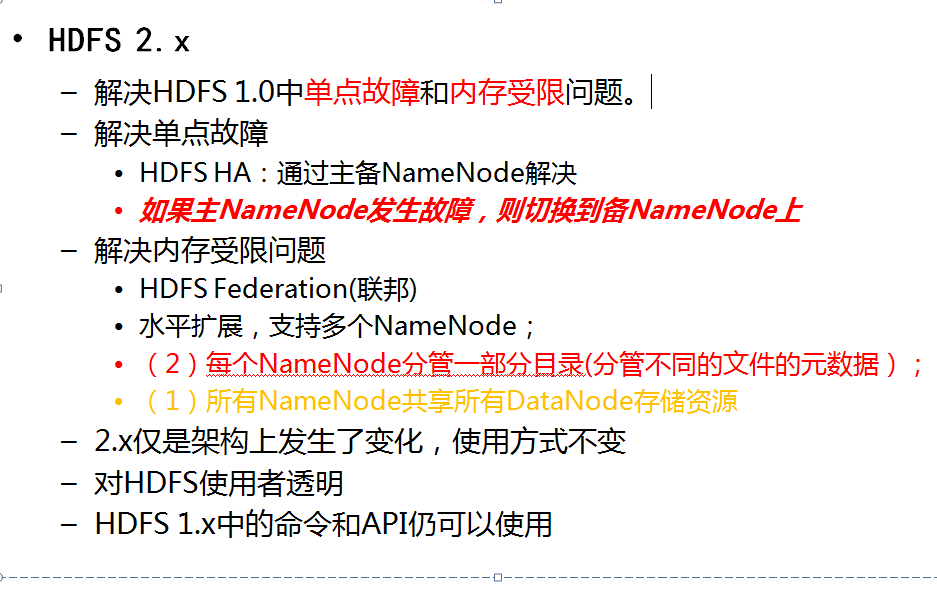 • HDFS 2.x
– 解决HDFS 1.0中单点故障和内存受限问题。
– 解决单点故障
• HDFS HA：通过主备NameNode解决
• 如果主NameNode发生故障，则切换到备NameNode上
– 解决内存受限问题
• HDFS Federation(联邦)
• 水平扩展，支持多个NameNode；
• （2）每个NameNode分管一部分目录(分管不同的文件的元数据）；
• （1）所有NameNode共享所有DataNode存储资源
– 2.x仅是架构上发生了变化，使用方式不变
– 对HDFS使用者透明
– HDFS 1.x中的命令和API仍可以使用